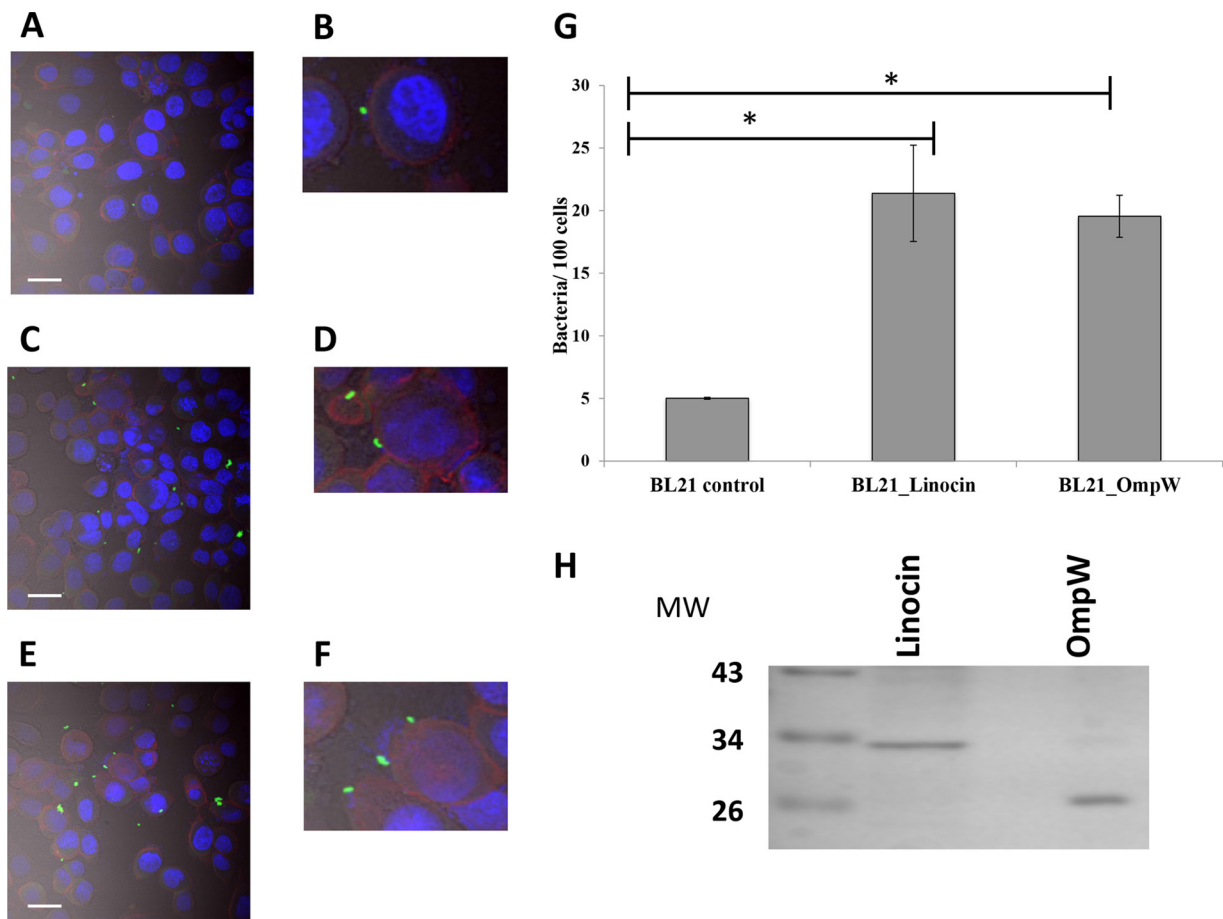 A
B
C
D
E
F
G
*
*
30
25
20
15
10
5
0
Bacteria/ 100 cells
BL21 control
BL21_Linocin
BL21_OmpW
H
MW
Linocin
OmpW
43
34
26